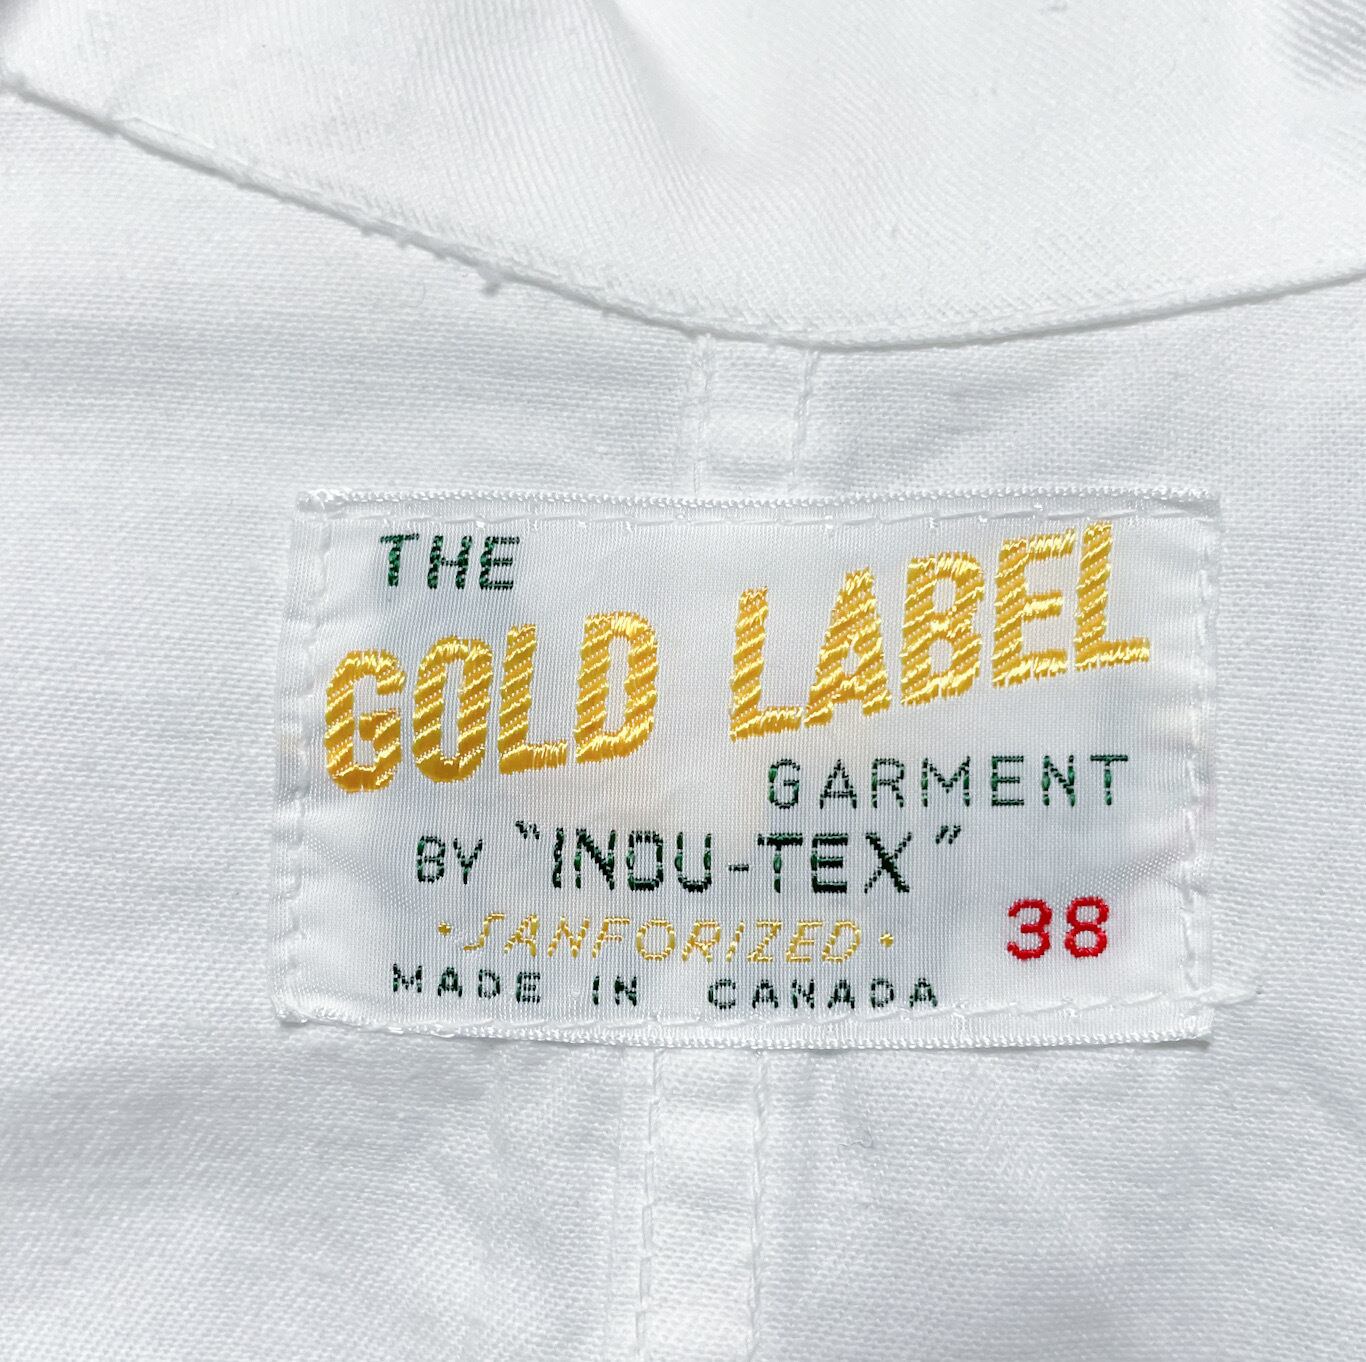 THE
GOLD LABEL
GARMENT
BY "INDU-TEX"
·SANFORIZED·
38
MADE IN CANADA